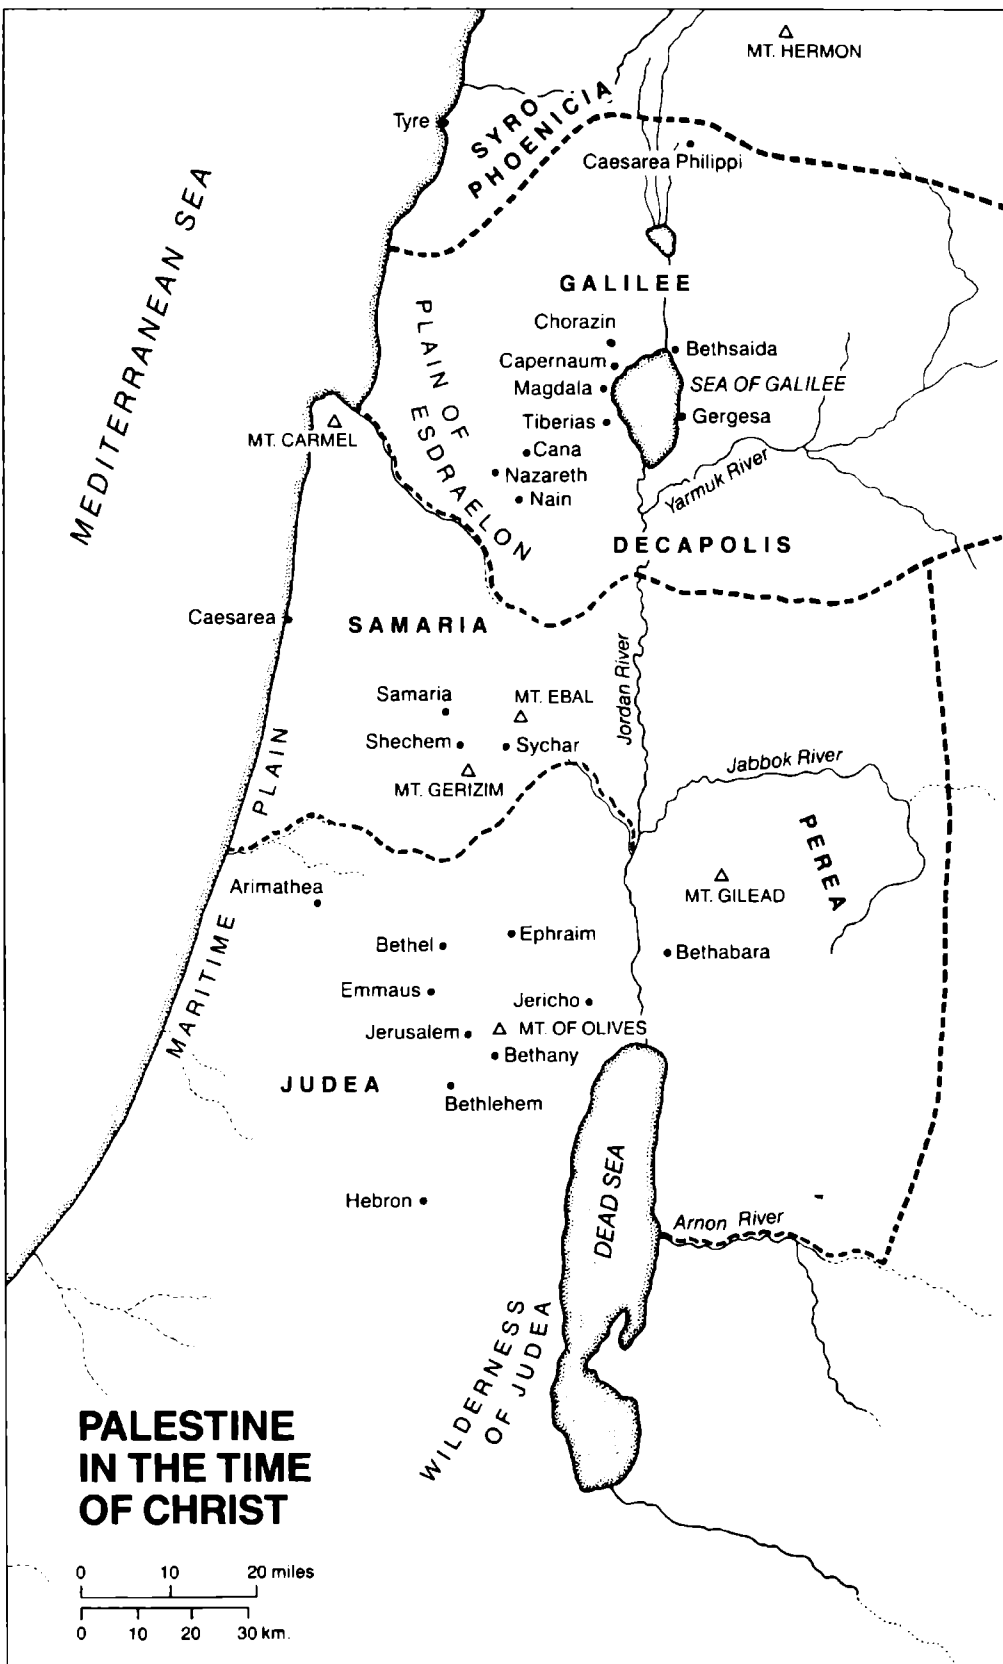 MT. HERMON
Tyre
SYRO
PHOENICIA
Caesarea Philippi
MEDITERRANEAN SEA
GALILEE
PLAIN OF
ESDRAELON
Chorazin
Capernaum
Bethsaida
Magdala
SEA OF GALILEE
Tiberias
Gergesa
MT. CARMEL
Cana
Nazareth
Nain
Yarmuk River
DECAPOLIS
Caesarea
SAMARIA
Jordan River
Samaria
MT. EBAL
Shechem
Sychar
MT. GERIZIM
Jabbok River
PEREA
MARITIME PLAIN
Arimathea
MT. GILEAD
Ephraim
Bethel
Bethabara
Emmaus
Jericho
Jerusalem
MT. OF OLIVES
Bethany
JUDEA
Bethlehem
DEAD SEA
Hebron
Arnon River
WILDERNESS
OF JUDEA
PALESTINE
IN THE TIME
OF CHRIST
0 10 20 miles
0 10 20 30 km.